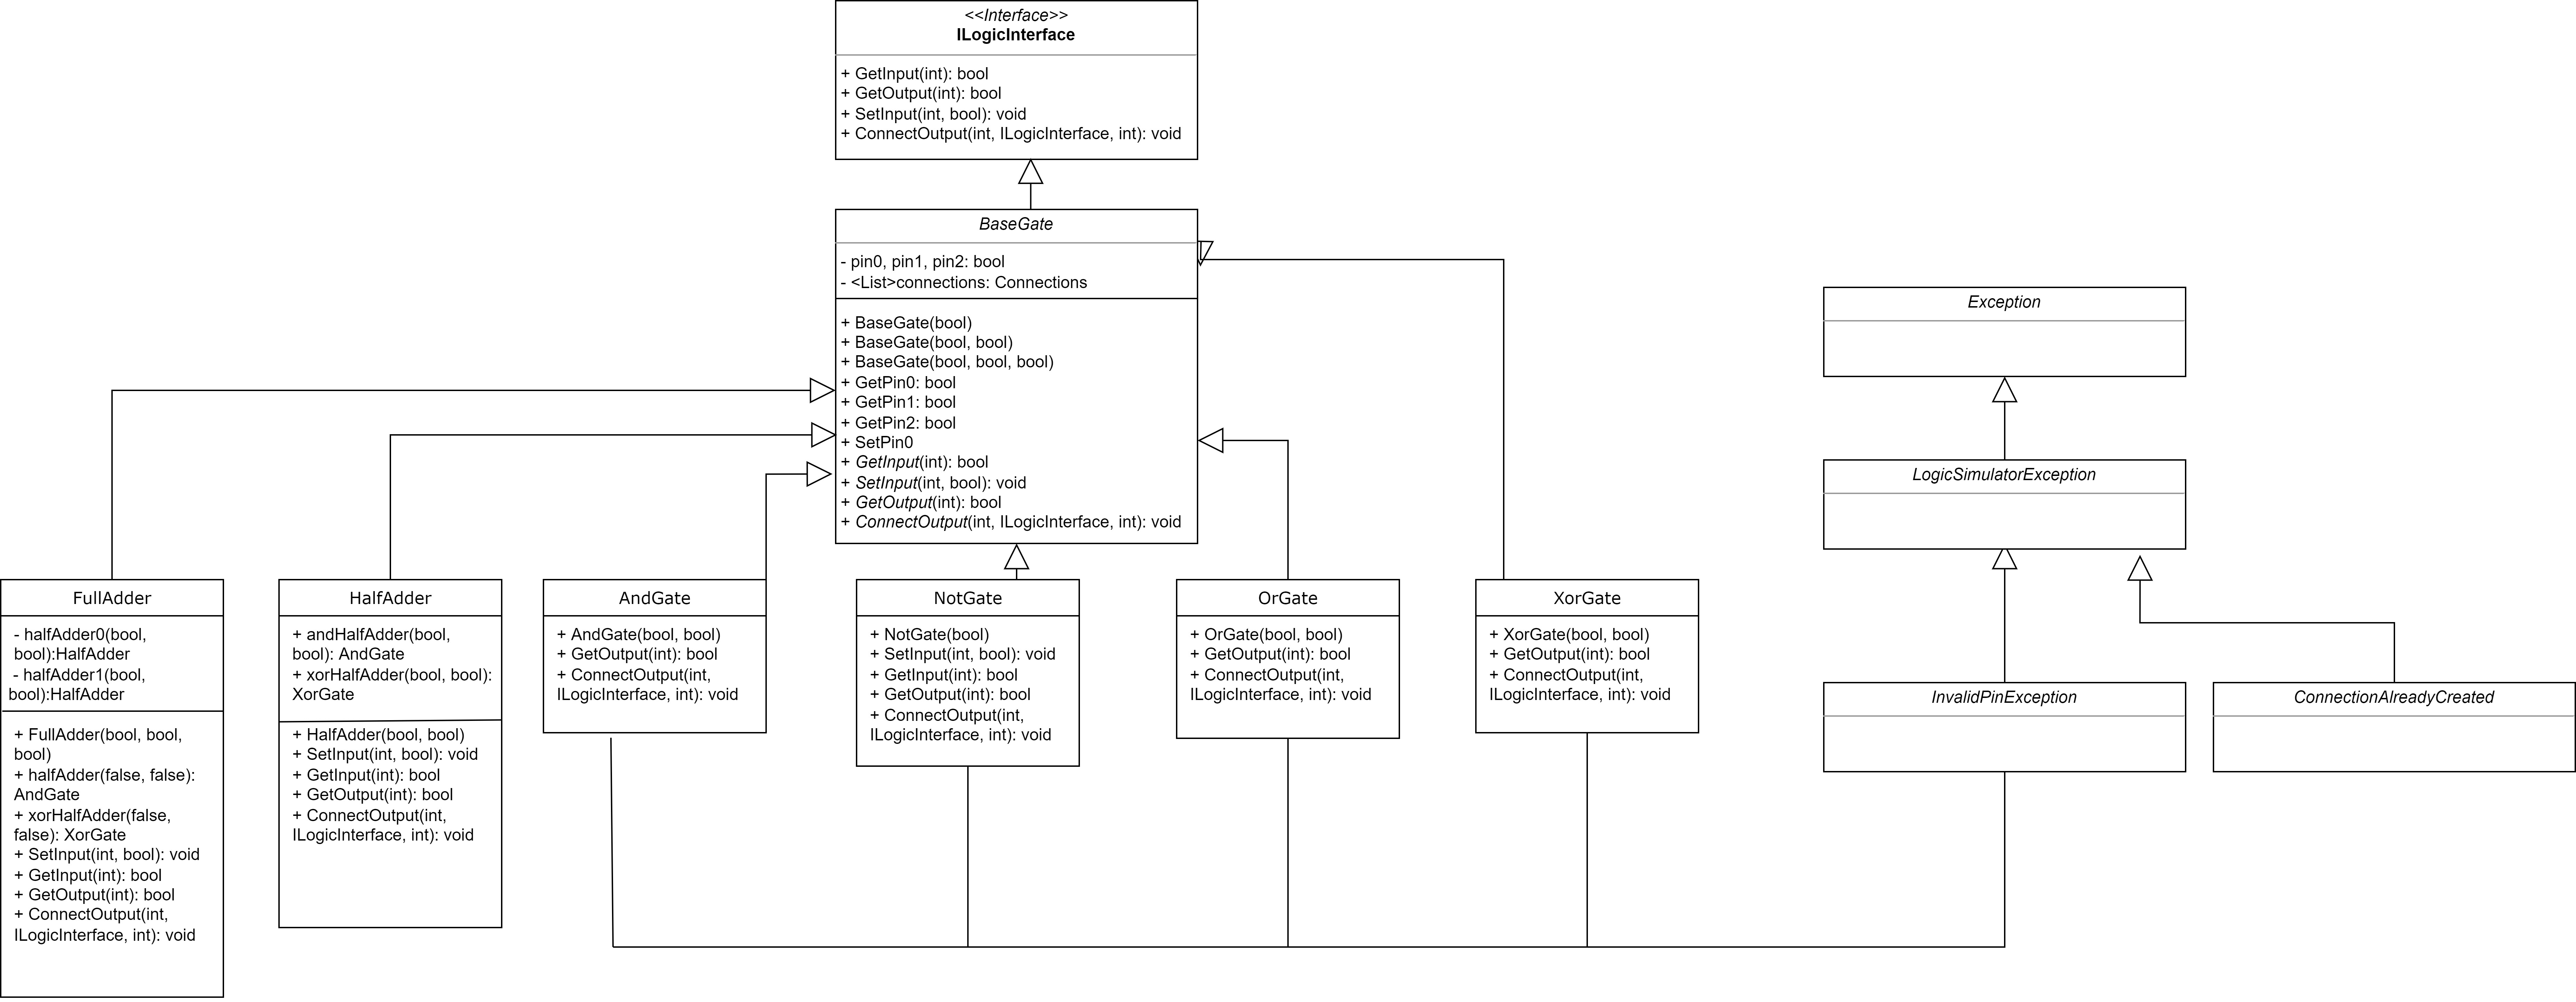 <<Interface>>
ILogicInterface
+ GetInput(int): bool
+ GetOutput(int): bool
+ SetInput(int, bool): void
+ ConnectOutput(int, ILogicInterface, int): void
BaseGate
- pin0, pin1, pin2: bool
- <List>connections: Connections
+ BaseGate(bool)
+ BaseGate(bool, bool)
+ BaseGate(bool, bool, bool)
+ GetPin0: bool
+ GetPin1: bool
+ GetPin2: bool
+ SetPin0
+ GetInput(int): bool
+ SetInput(int, bool): void
+ GetOutput(int): bool
+ ConnectOutput(int, ILogicInterface, int): void
Exception
LogicSimulatorException
FullAdder
- halfAdder0(bool,
bool):HalfAdder
- halfAdder1(bool,
bool):HalfAdder
+ FullAdder(bool, bool,
bool)
+ halfAdder(false, false):
AndGate
+ xorHalfAdder(false,
false): XorGate
+ SetInput(int, bool): void
+ GetInput(int): bool
+ GetOutput(int): bool
+ ConnectOutput(int,
ILogicInterface, int): void
HalfAdder
+ andHalfAdder(bool,
bool): AndGate
+ xorHalfAdder(bool, bool):
XorGate
+ HalfAdder(bool, bool)
+ SetInput(int, bool): void
+ GetInput(int): bool
+ GetOutput(int): bool
+ ConnectOutput(int,
ILogicInterface, int): void
AndGate
+ AndGate(bool, bool)
+ GetOutput(int): bool
+ ConnectOutput(int,
ILogicInterface, int): void
NotGate
+ NotGate(bool)
+ SetInput(int, bool): void
+ GetInput(int): bool
+ GetOutput(int): bool
+ ConnectOutput(int,
ILogicInterface, int): void
OrGate
+ OrGate(bool, bool)
+ GetOutput(int): bool
+ ConnectOutput(int,
ILogicInterface, int): void
XorGate
+ XorGate(bool, bool)
+ GetOutput(int): bool
+ ConnectOutput(int,
ILogicInterface, int): void
InvalidPinException
ConnectionAlreadyCreated